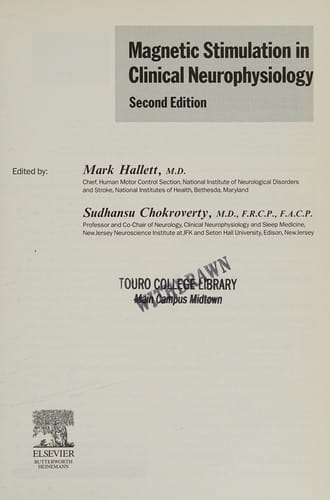 Magnetic Stimulation in
Clinical Neurophysiology
Second Edition
Edited by:
Mark Hallett, M.D.
Chief, Human Motor Control Section, National Institute of Neurological Disorders
and Stroke, National Institutes of Health, Bethesda, Maryland
Sudhansu Chokroverty, M.D., F.R.C.P., F.A.C.P.
Professor and Co-Chair of Neurology, Clinical Neurophysiology and Sleep Medicine,
New Jersey Neuroscience Institute at JFK and Seton Hall University, Edison, New Jersey
TOURO COLLEGE LIBRARY
Main Campus Midtown
WITHDRAWN
ELSEVIER
BUTTERWORTH
HEINEMANN